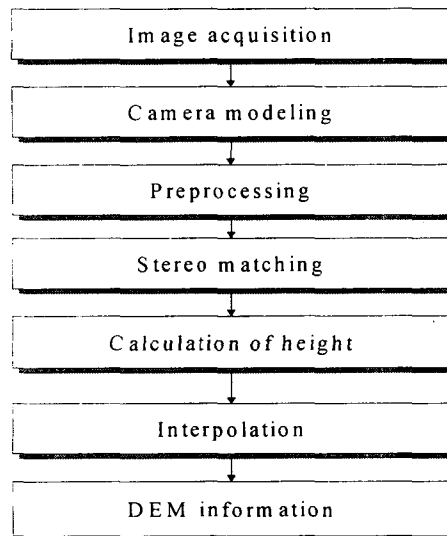 Image acquisition
Camera modeling
Preprocessing
Stereo matching
Calculation of height
Interpolation
DEM information